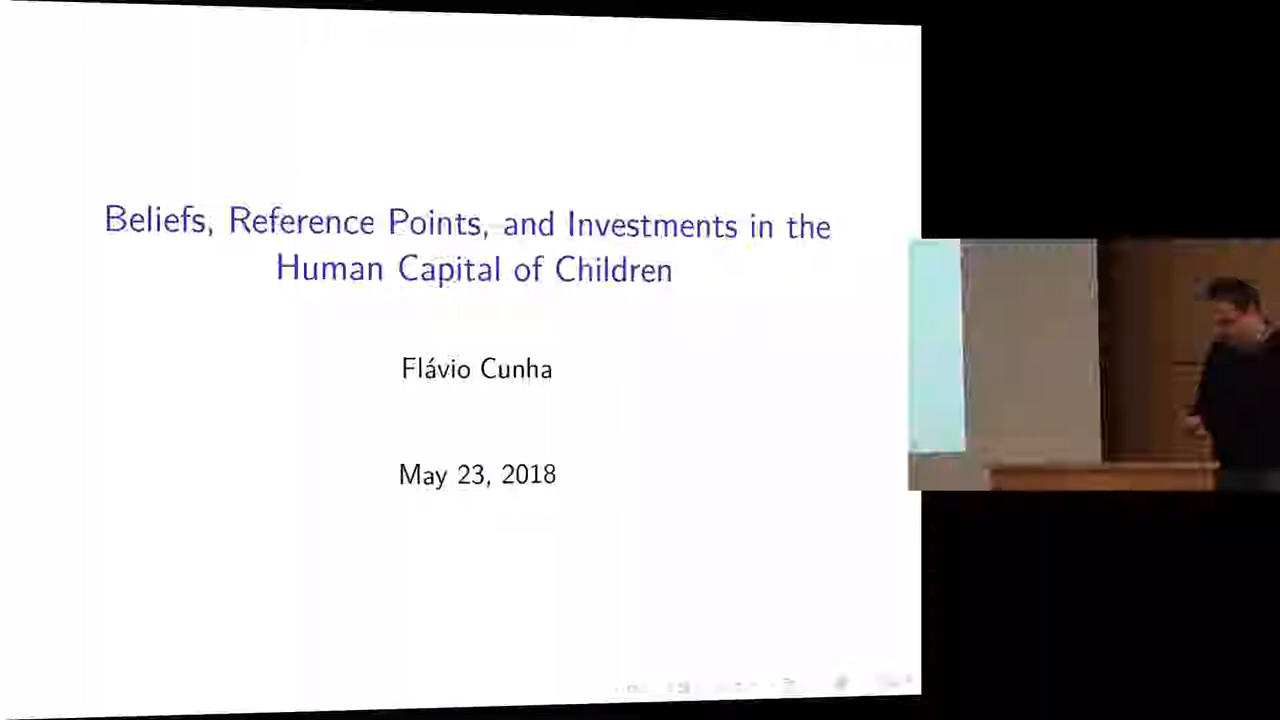 Beliefs, Reference Points, and Investments in the
Human Capital of Children
Flávio Cunha
May 23, 2018